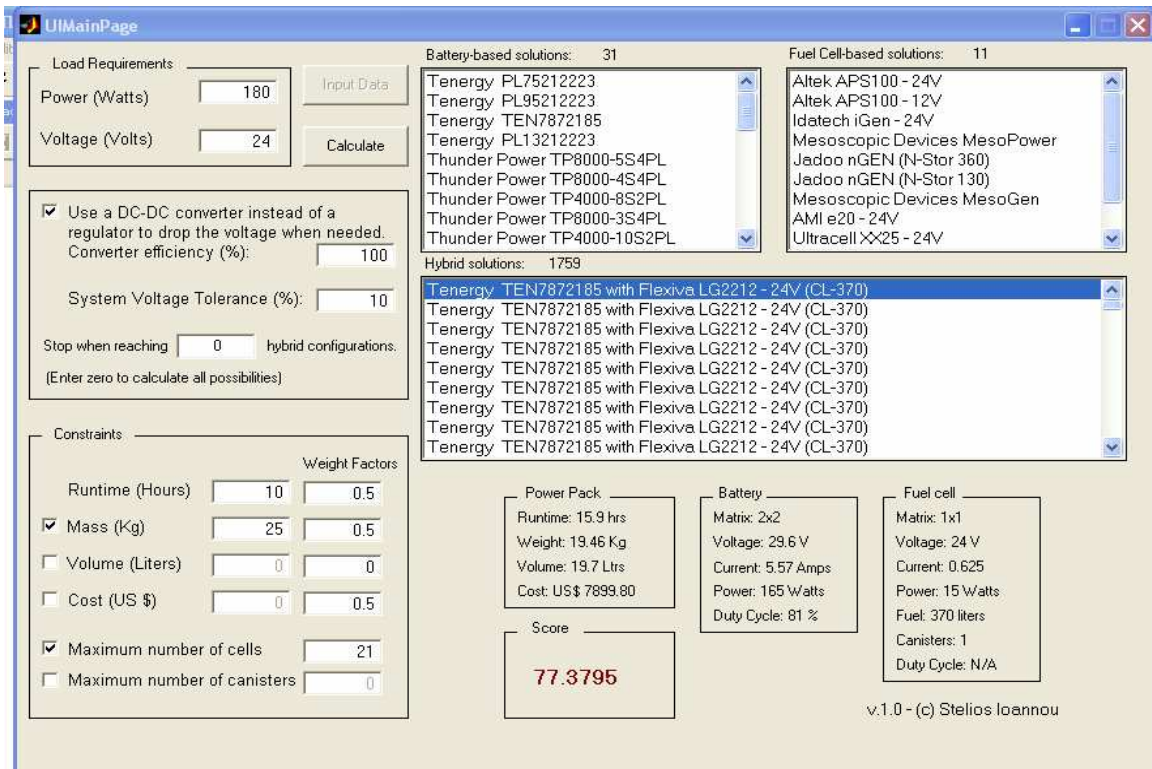 UIMainPage
Load Requirements
Power (Watts) 180
Voltage (Volts) 24
Input Data
Calculate
Use a DC-DC converter instead of a
regulator to drop the voltage when needed.
Converter efficiency (%): 100
System Voltage Tolerance (%): 10
Stop when reaching 0 hybrid configurations.
(Enter zero to calculate all possibilities)
Constraints
Weight Factors
Runtime (Hours) 10 0.5
Mass (Kg) 25 0.5
Volume (Liters) 0 0
Cost (US $) 0 0.5
Maximum number of cells 21
Maximum number of canisters 0
Battery-based solutions: 31
Tenergy PL75212223
Tenergy PL95212223
Tenergy TEN7872185
Tenergy PL13212223
Thunder Power TP8000-5S4PL
Thunder Power TP8000-4S4PL
Thunder Power TP4000-8S2PL
Thunder Power TP8000-3S4PL
Thunder Power TP4000-10S2PL
Fuel Cell-based solutions: 11
Altek APS100 - 24V
Altek APS100 - 12V
Idatech iGen - 24V
Mesoscopic Devices MesoPower
Jadoo nGEN (N-Stor 360)
Jadoo nGEN (N-Stor 130)
Mesoscopic Devices MesoGen
AMI e20 - 24V
Ultracell XX25 - 24V
Hybrid solutions: 1759
Tenergy TEN7872185 with Flexiva LG2212 - 24V (CL-370)
Tenergy TEN7872185 with Flexiva LG2212 - 24V (CL-370)
Tenergy TEN7872185 with Flexiva LG2212 - 24V (CL-370)
Tenergy TEN7872185 with Flexiva LG2212 - 24V (CL-370)
Tenergy TEN7872185 with Flexiva LG2212 - 24V (CL-370)
Tenergy TEN7872185 with Flexiva LG2212 - 24V (CL-370)
Tenergy TEN7872185 with Flexiva LG2212 - 24V (CL-370)
Tenergy TEN7872185 with Flexiva LG2212 - 24V (CL-370)
Tenergy TEN7872185 with Flexiva LG2212 - 24V (CL-370)
Power Pack
Runtime: 15.9 hrs
Weight: 19.46 Kg
Volume: 19.7 Ltrs
Cost: US$ 7899.80
Score
77.3795
Battery
Matrix: 2x2
Voltage: 29.6 V
Current: 5.57 Amps
Power: 165 Watts
Duty Cycle: 81 %
Fuel cell
Matrix: 1x1
Voltage: 24 V
Current: 0.625
Power: 15 Watts
Fuel: 370 liters
Canisters: 1
Duty Cycle: N/A
v.1.0 - (c) Stelios Ioannou